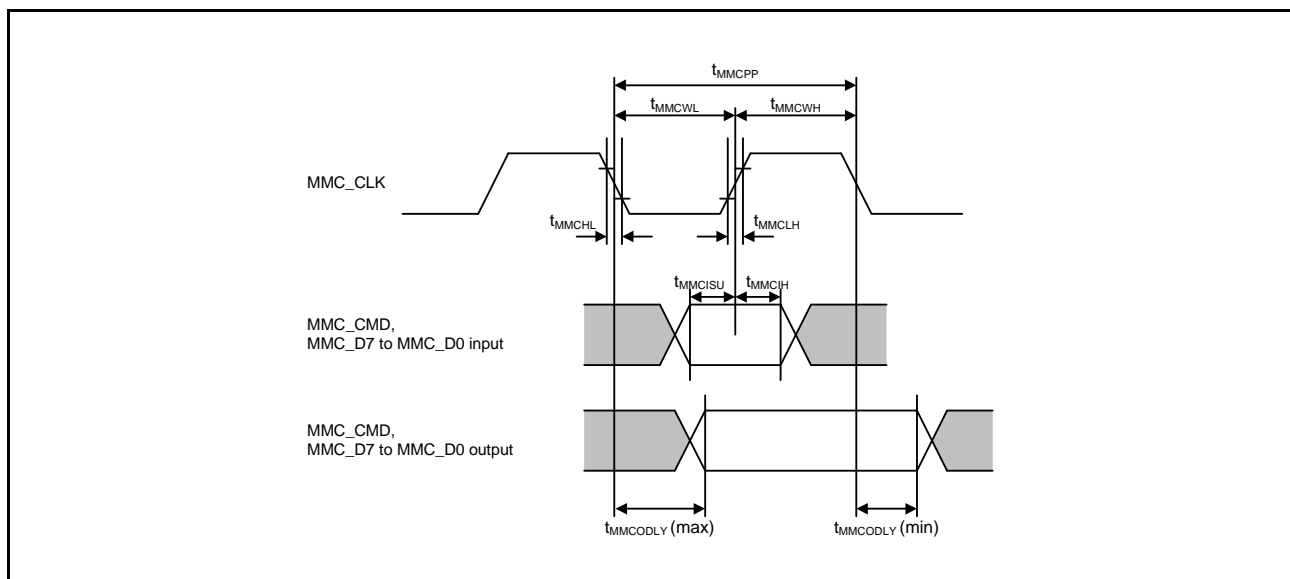 tMMCPP
tMMCWL tMMCWH
MMC_CLK
tMMCHL tMMCLH
tMMCISU tMMCIH
MMC_CMD,
MMC_D7 to MMC_D0 input
MMC_CMD,
MMC_D7 to MMC_D0 output
tMMCODLY (max) tMMCODLY (min)